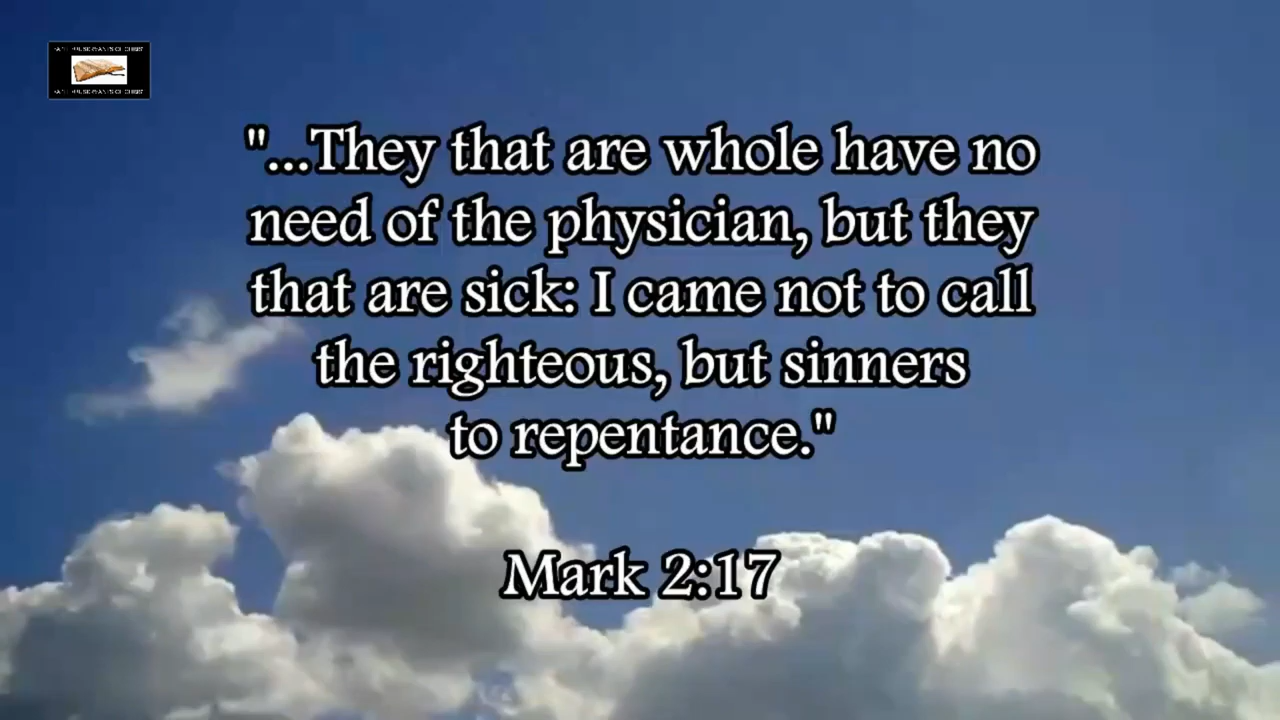 "...They that are whole have no
need of the physician, but they
that are sick: I came not to call
the righteous, but sinners
to repentance."
Mark 2:17